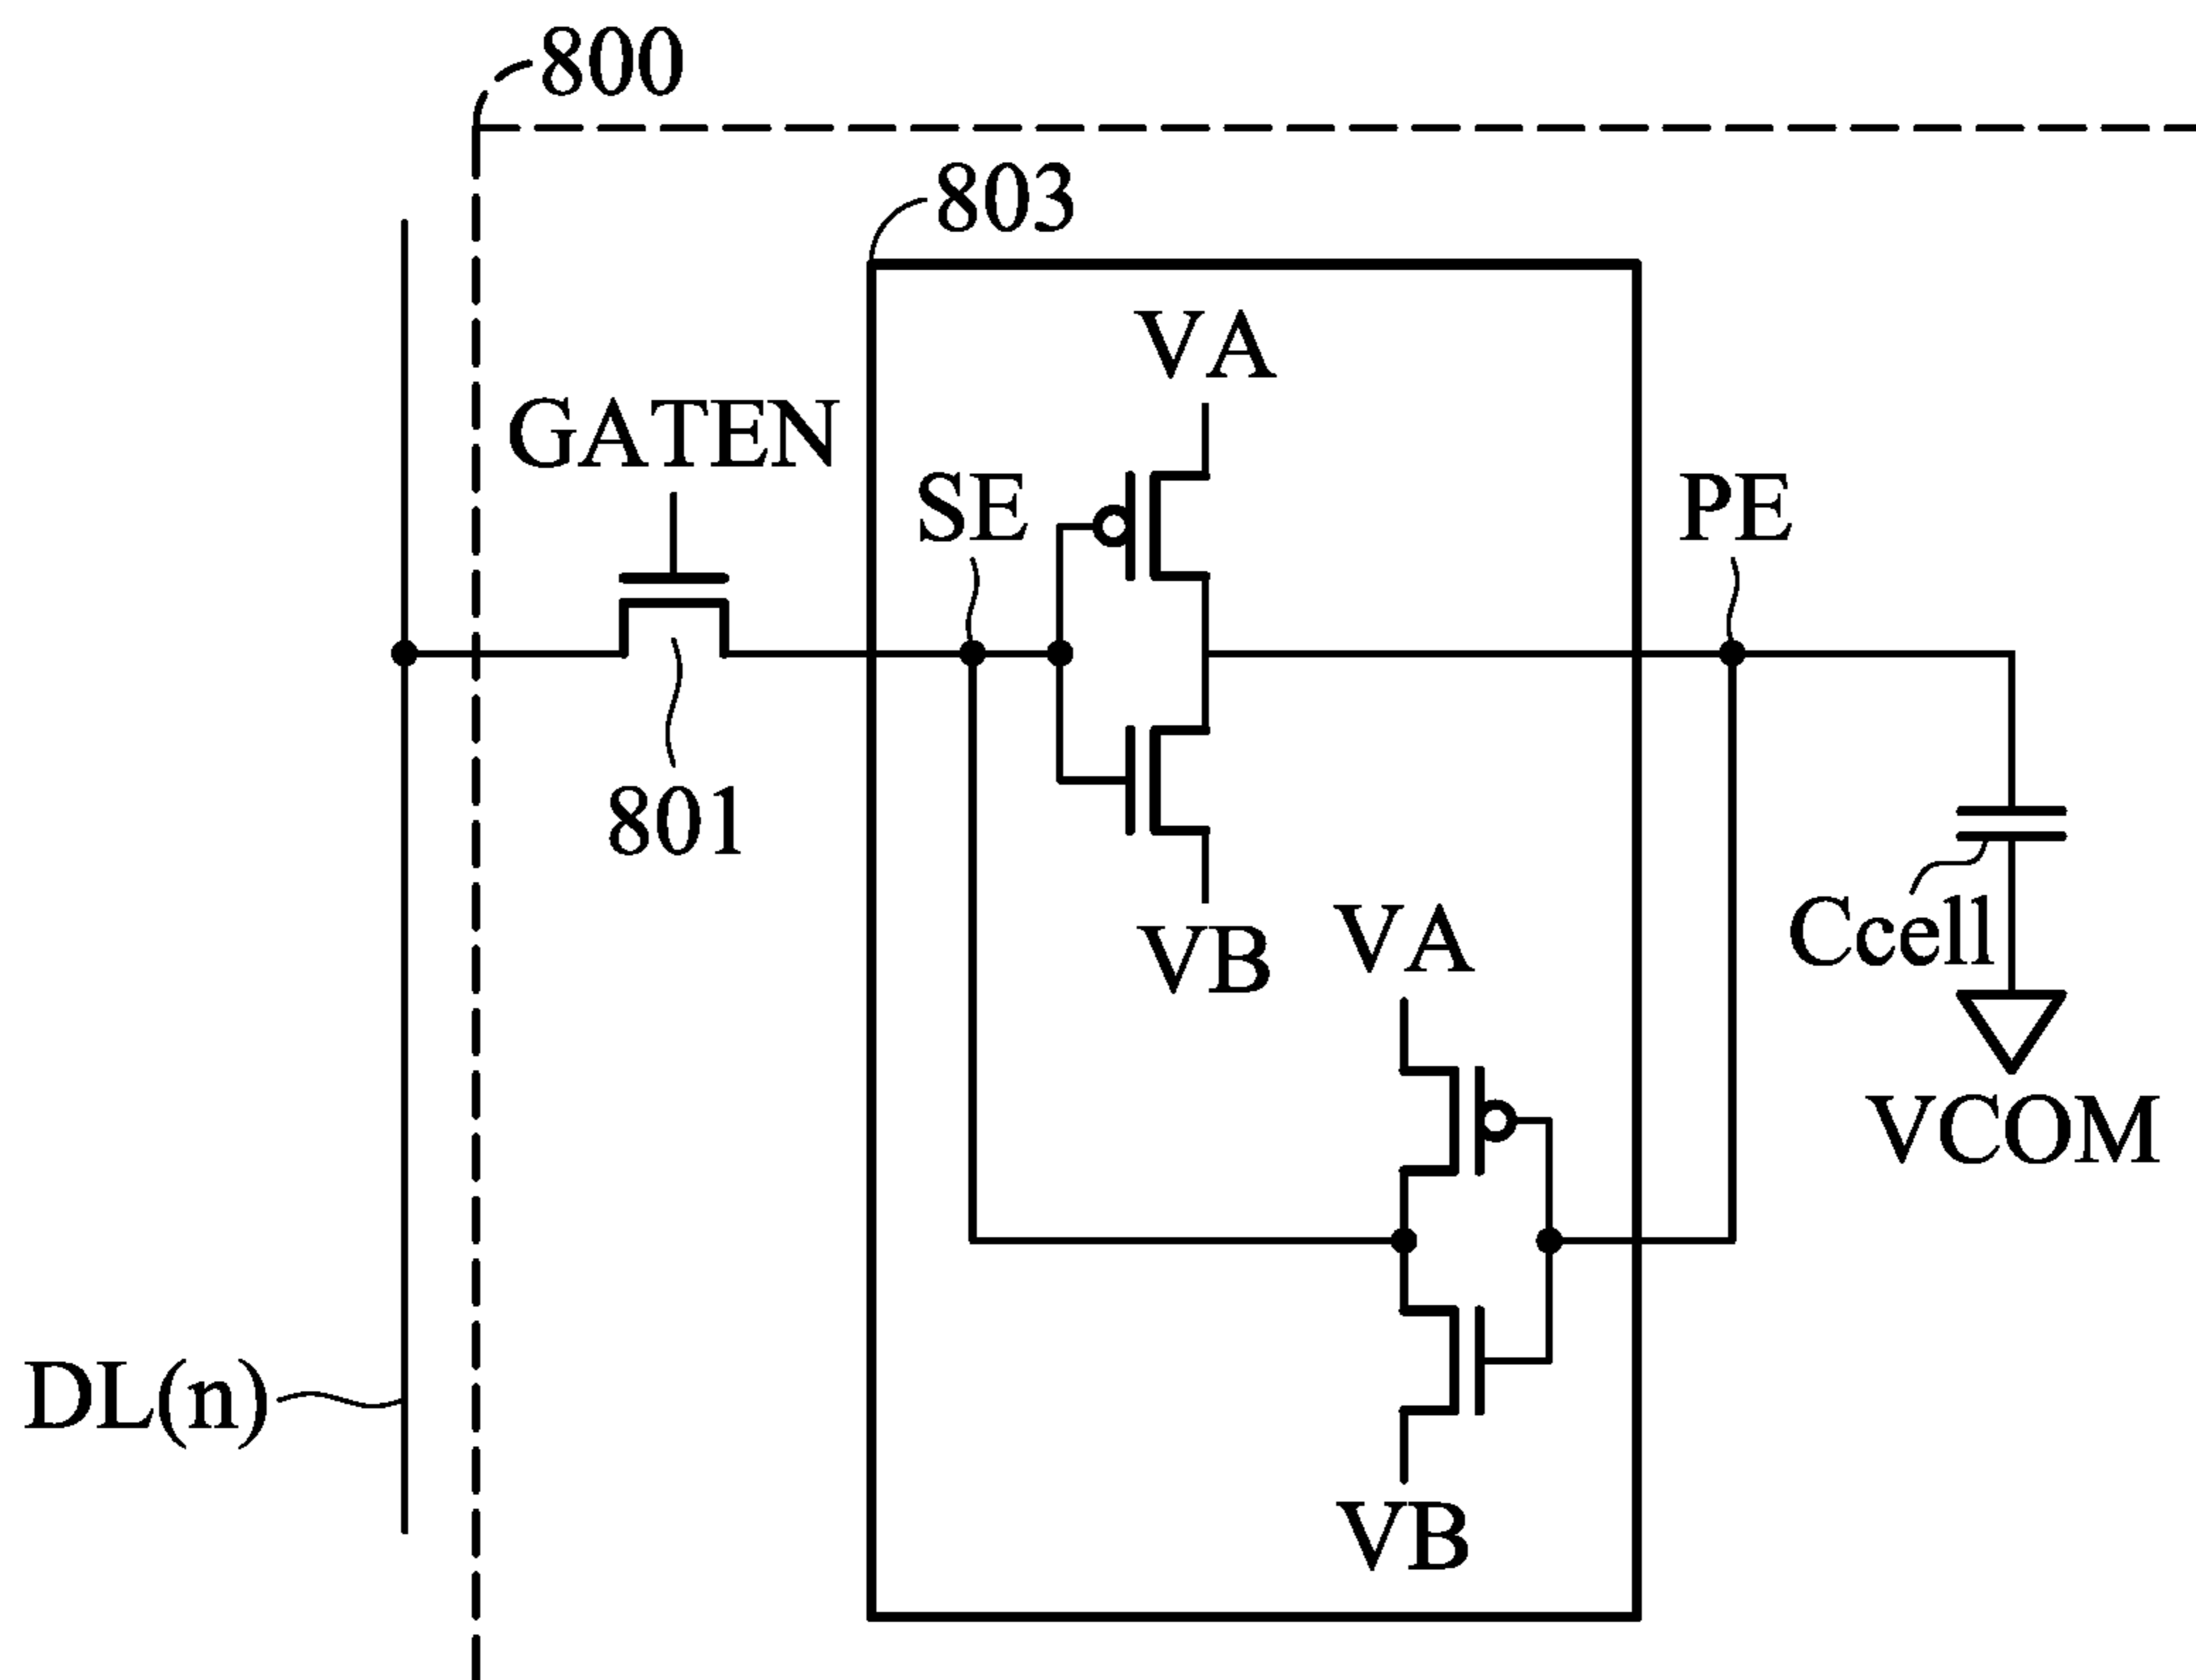 800
803
VA
GATEN
SE
PE
801
VB
VA
Ccell
VCOM
DL(n)
VB